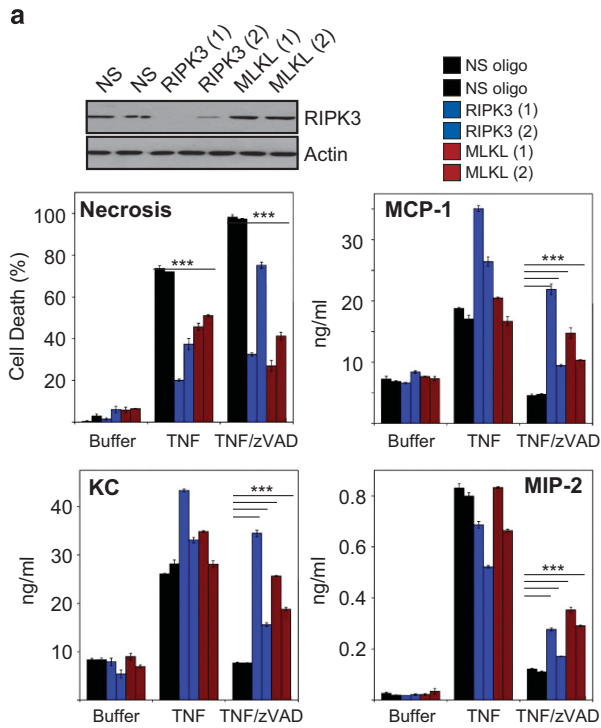 a
NS
NS
RIPK3 (1)
RIPK3 (2)
MLKL (1)
MLKL (2)
RIPK3
Actin
NS oligo
NS oligo
RIPK3 (1)
RIPK3 (2)
MLKL (1)
MLKL (2)
Necrosis
Cell Death (%)
100
80
60
40
20
***
***
Buffer TNF TNF/zVAD
MCP-1
ng/ml
30
20
10
***
Buffer TNF TNF/zVAD
KC
ng/ml
40
30
20
10
***
Buffer TNF TNF/zVAD
MIP-2
ng/ml
0.8
0.6
0.4
0.2
***
Buffer TNF TNF/zVAD